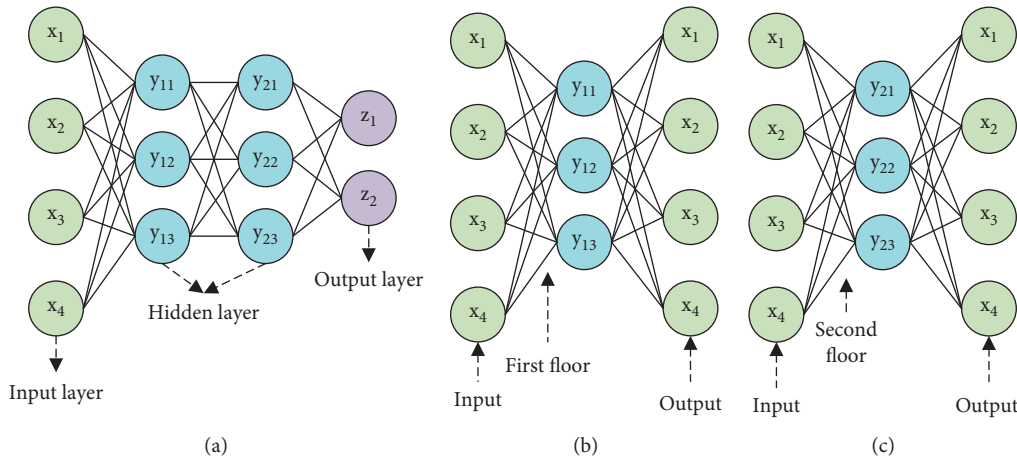 x1
x2
x3
x4
y11
y12
y13
y21
y22
y23
z1
z2
Hidden layer
Output layer
Input layer
(a)
x1
x2
x3
x4
y11
y12
y13
x1
x2
x3
x4
First floor
Input
Output
(b)
x1
x2
x3
x4
y21
y22
y23
x1
x2
x3
x4
Second
floor
Input
Output
(c)